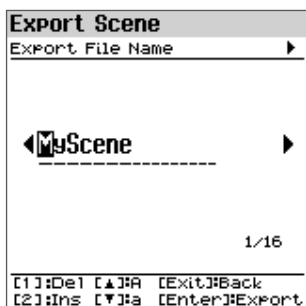 Export Scene
Export File Name ▶
◀MyScene ▶
1/16
[1]:Del [▲]:A [Exit]:Back
[2]:Ins [▼]:a [Enter]:Export